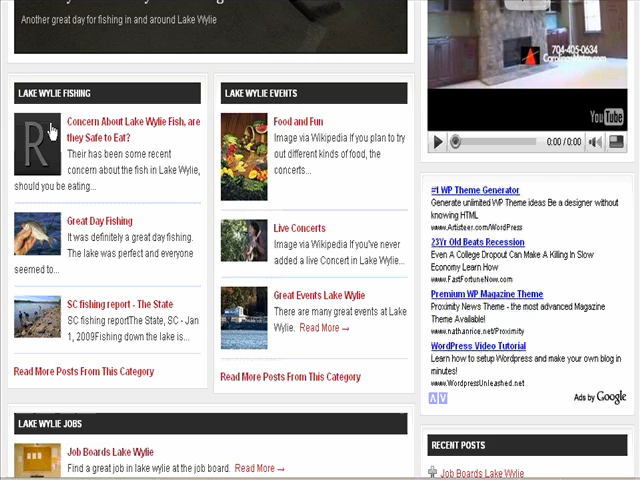 Another great day for fishing in and around Lake Wylie
LAKE WYLIE FISHING
R
Concern About Lake Wylie Fish, are
they Safe to Eat?
Their has been some recent
concern about the fish in Lake Wylie,
should you be eating...
Great Day Fishing
It was definitely a great day fishing.
The lake was perfect and everyone
seemed to...
SC fishing report - The State
SC fishing reportThe State, SC - Jan
1, 2009Fishing down the lake is...
Read More Posts From This Category
LAKE WYLIE EVENTS
Food and Fun
Image via Wikipedia If you plan to try
out different kinds of food, the
concerts...
Live Concerts
Image via Wikipedia If you've never
added a live Concert in Lake Wylie...
Great Events Lake Wylie
There are many great events at Lake
Wylie. Read More →
Read More Posts From This Category
LAKE WYLIE JOBS
Job Boards Lake Wylie
Find a great job in lake wylie at the job board. Read More →
704-405-0634
YouTube
0:00 / 0:00
#1 WP Theme Generator
Generate unlimited WP Theme ideas Be a designer without
knowing HTML
www.Artisteer.com/WordPress
23Yr Old Beats Recession
Even A College Dropout Can Make A Killing In Slow
Economy Learn How
www.FastFortuneNow.com
Premium WP Magazine Theme
Proximity News Theme - the most advanced Magazine
Theme Available!
www.nathanrice.net/Proximity
WordPress Video Tutorial
Learn how to setup Wordpress and make your own blog in
minutes!
www.WordpressUnleashed.net
Ads by Google
RECENT POSTS
Job Boards Lake Wylie